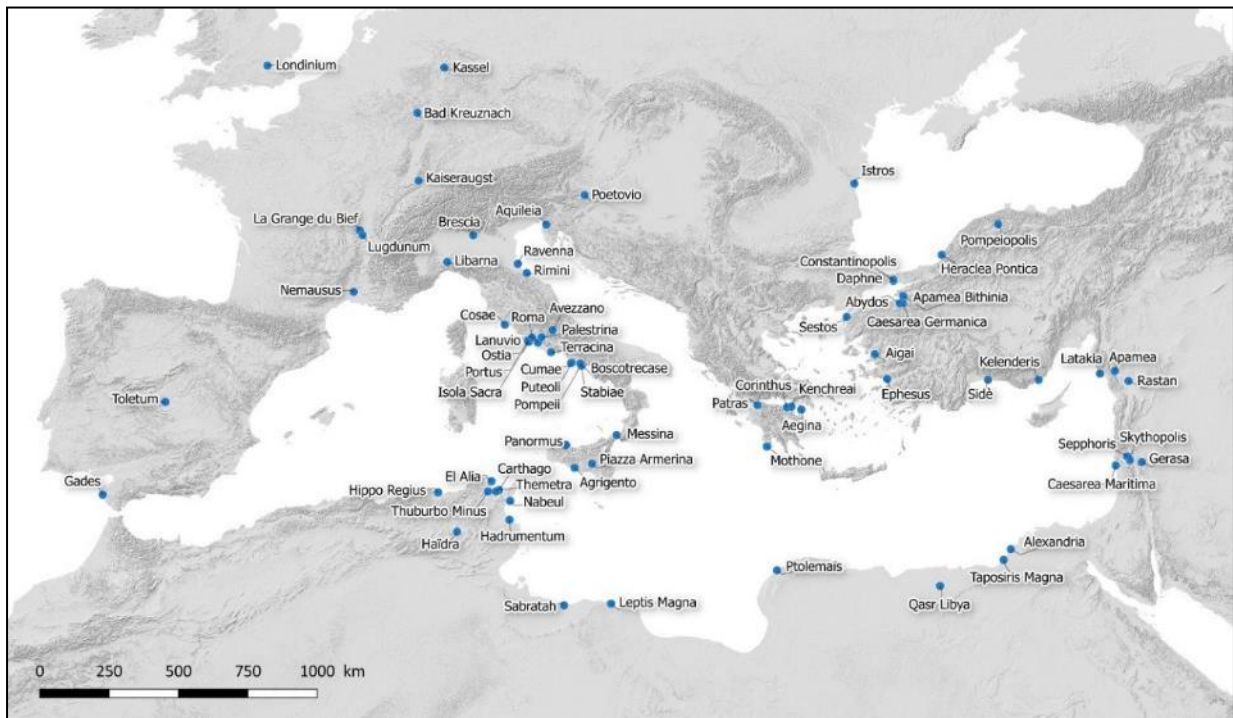 Londinium
Kassel
Bad Kreuznach
Kaiseraugst
Istros
Poetovio
Aquileia
La Grange du Bief
Brescia
Lugdunum
Pompeiopolis
Ravenna
Constantinopolis
Libarna
Heraclea Pontica
Rimini
Daphne
Nemausus
Abydos
Apamea Bithinia
Avezzano
Cosae
Roma
Sestos
Caesarea Germanica
Palestrina
Lanuvio
Ostia
Terracina
Aigai
Kelenderis
Latakia
Apamea
Portus
Cumae
Boscotrecase
Rastan
Isola Sacra
Puteoli
Stabiae
Corinthus
Kenchreai
Ephesus
Sidè
Toletum
Pompeii
Patras
Aegina
Messina
Panormus
Skythopolis
Sepphoris
Mothone
Piazza Armerina
Gerasa
Carthago
El Alia
Agrigento
Caesarea Maritima
Gades
Themetra
Hippo Regius
Nabeul
Thuburbo Minus
Hadrumentum
Haïdra
Alexandria
Ptolemais
Taposiris Magna
Sabratah
Leptis Magna
Qasr Libya
0 250 500 750 1000 km